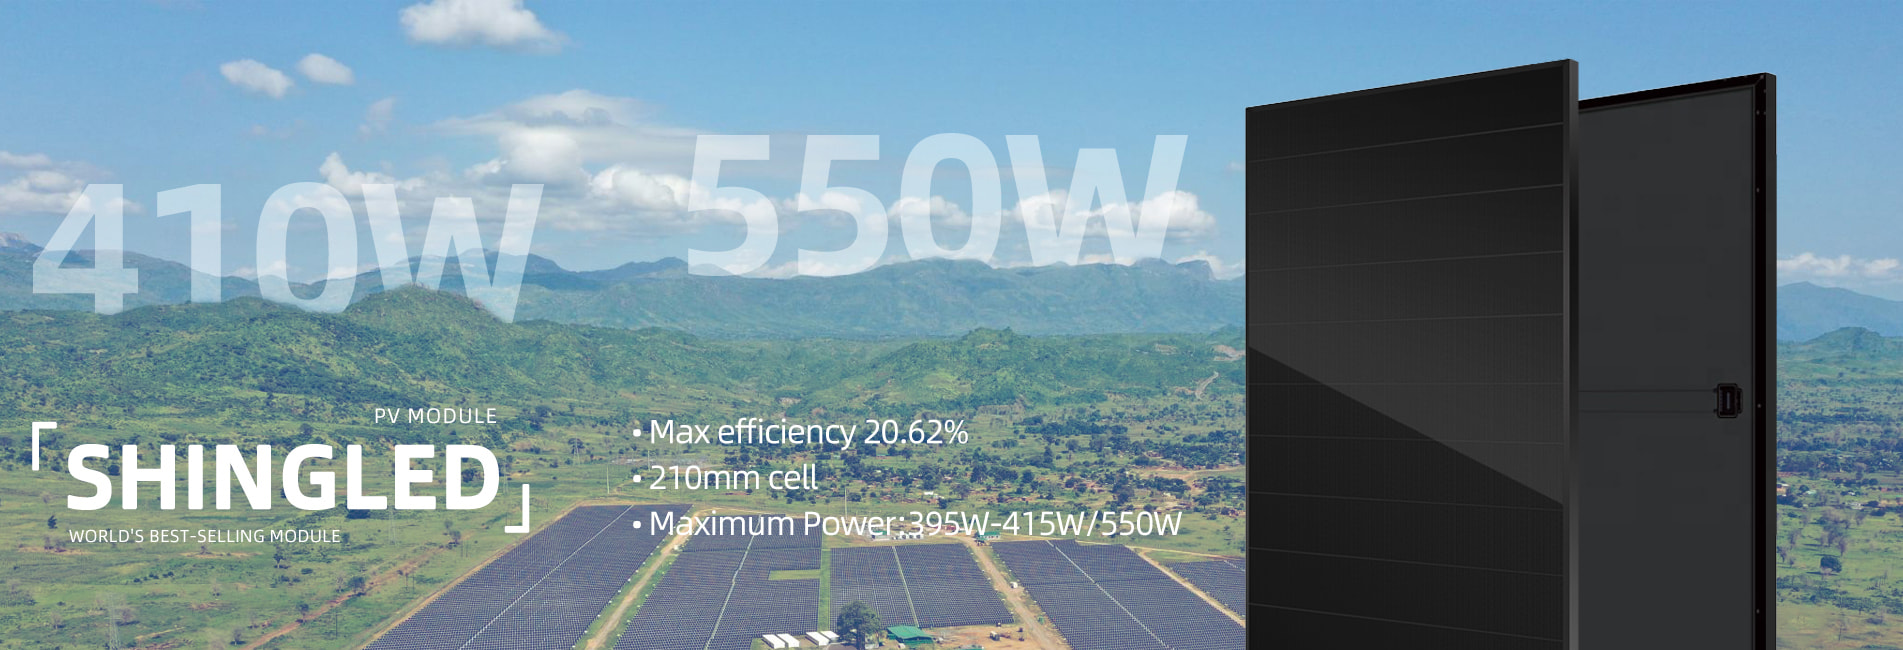 410W
550W
PV MODULE
SHINGLED
WORLD'S BEST-SELLING MODULE
• Max efficiency 20.62%
• 210mm cell
• Maximum Power:395W-415W/550W